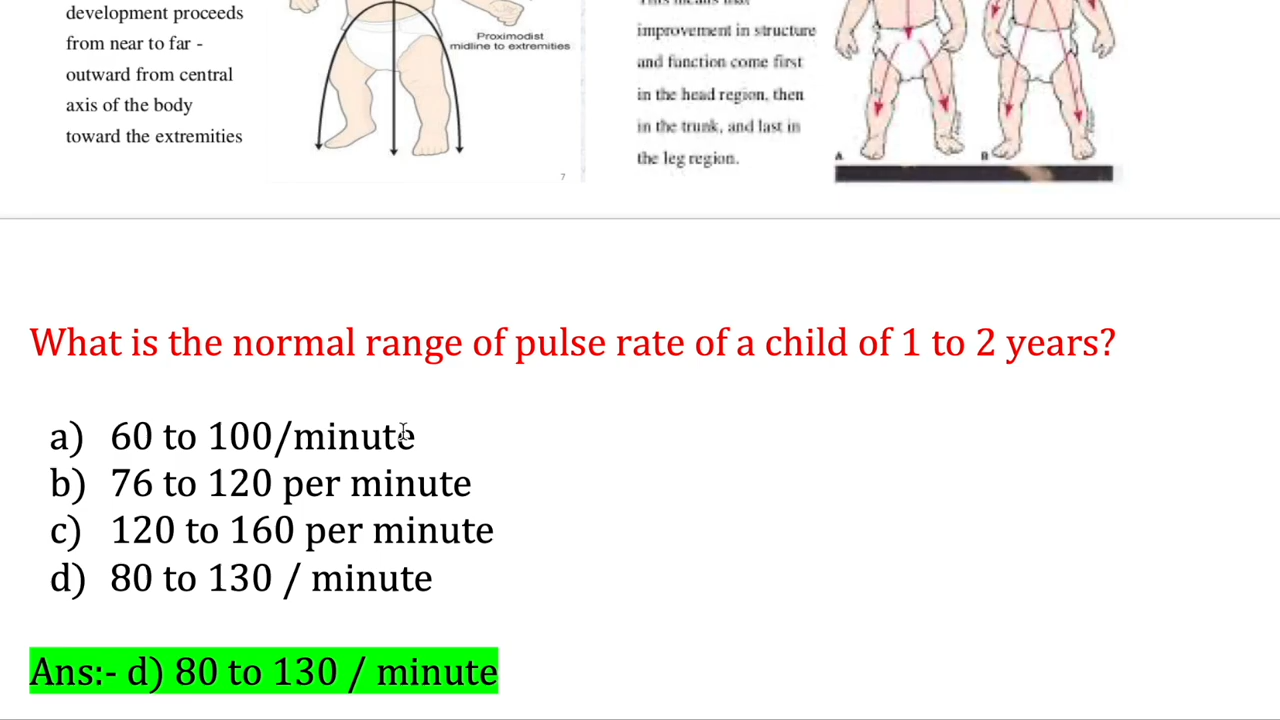 development proceeds
from near to far -
outward from central
axis of the body
toward the extremities
Proximodist
midline to extremities
7
improvement in structure
and function come first
in the head region, then
in the trunk, and last in
the leg region.
A
B
What is the normal range of pulse rate of a child of 1 to 2 years?
a) 60 to 100/minute
b) 76 to 120 per minute
c) 120 to 160 per minute
d) 80 to 130 / minute
Ans:- d) 80 to 130 / minute